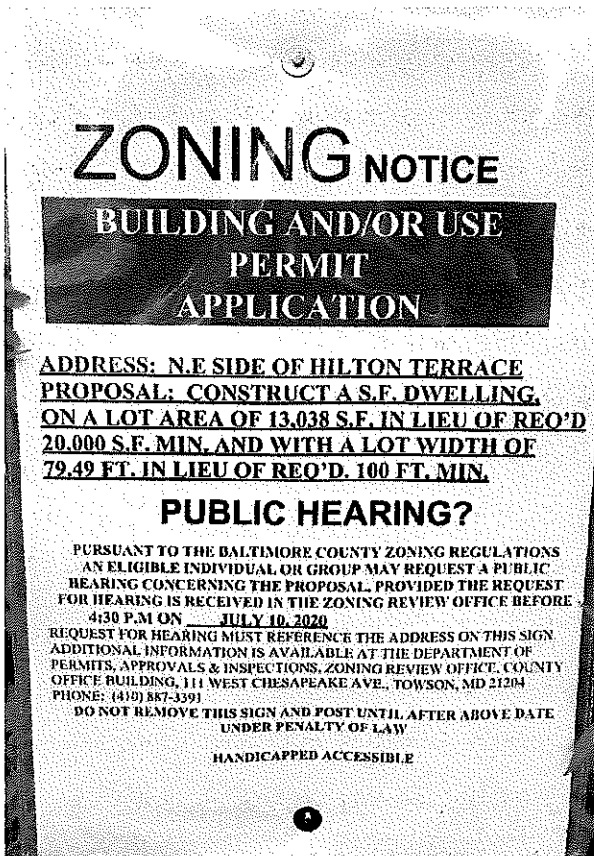 ZONING NOTICE
BUILDING AND/OR USE
PERMIT
APPLICATION
ADDRESS: N.E SIDE OF HILTON TERRACE
PROPOSAL: CONSTRUCT A S.F. DWELLING,
ON A LOT AREA OF 13,038 S.F. IN LIEU OF REQ'D
20,000 S.F. MIN. AND WITH A LOT WIDTH OF
79.49 FT. IN LIEU OF REQ'D. 100 FT. MIN.
PUBLIC HEARING?
PURSUANT TO THE BALTIMORE COUNTY ZONING REGULATIONS
AN ELIGIBLE INDIVIDUAL OR GROUP MAY REQUEST A PUBLIC
HEARING CONCERNING THE PROPOSAL, PROVIDED THE REQUEST
FOR HEARING IS RECEIVED IN THE ZONING REVIEW OFFICE BEFORE
4:30 P.M ON JULY 10, 2020
REQUEST FOR HEARING MUST REFERENCE THE ADDRESS ON THIS SIGN
ADDITIONAL INFORMATION IS AVAILABLE AT THE DEPARTMENT OF
PERMITS, APPROVALS & INSPECTIONS, ZONING REVIEW OFFICE, COUNTY
OFFICE BUILDING, 111 WEST CHESAPEAKE AVE., TOWSON, MD 21204
PHONE: (410) 887-3391
DO NOT REMOVE THIS SIGN AND POST UNTIL AFTER ABOVE DATE
UNDER PENALTY OF LAW
HANDICAPPED ACCESSIBLE